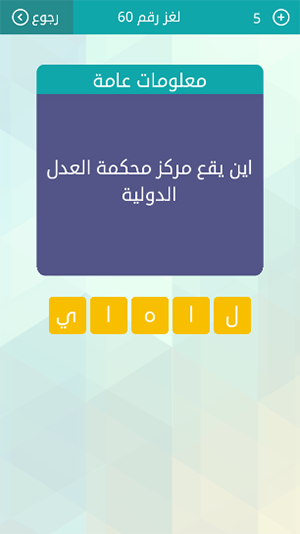 رجوع
لغز رقم 60
5
معلومات عامة
اين يقع مركز محكمة العدل
الدولية
ل ا ه ا ي